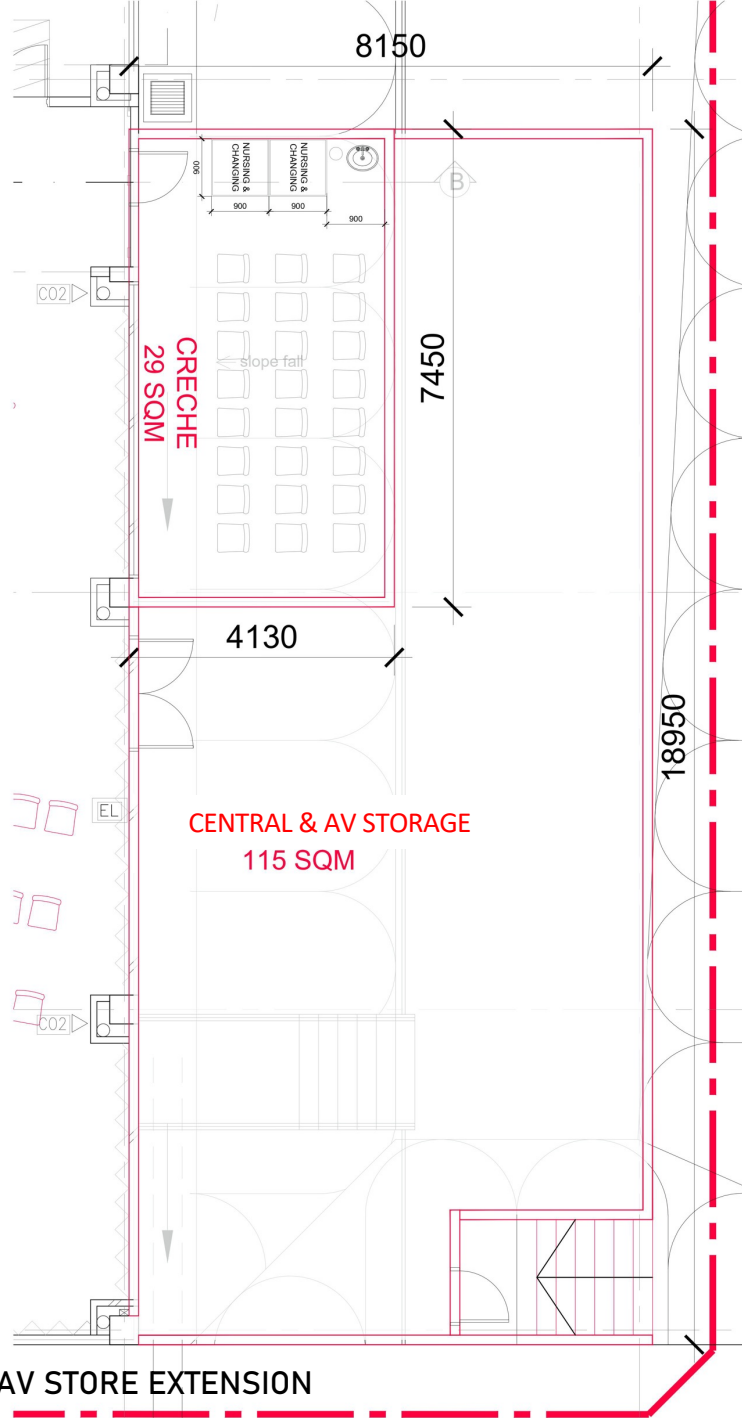 8150
NURSING &
CHANGING
NURSING &
CHANGING
900
900
900
900
B
CO2
7450
slope fall
CRECHE
29 SQM
4130
18950
EL
CENTRAL & AV STORAGE
115 SQM
CO2
AV STORE EXTENSION